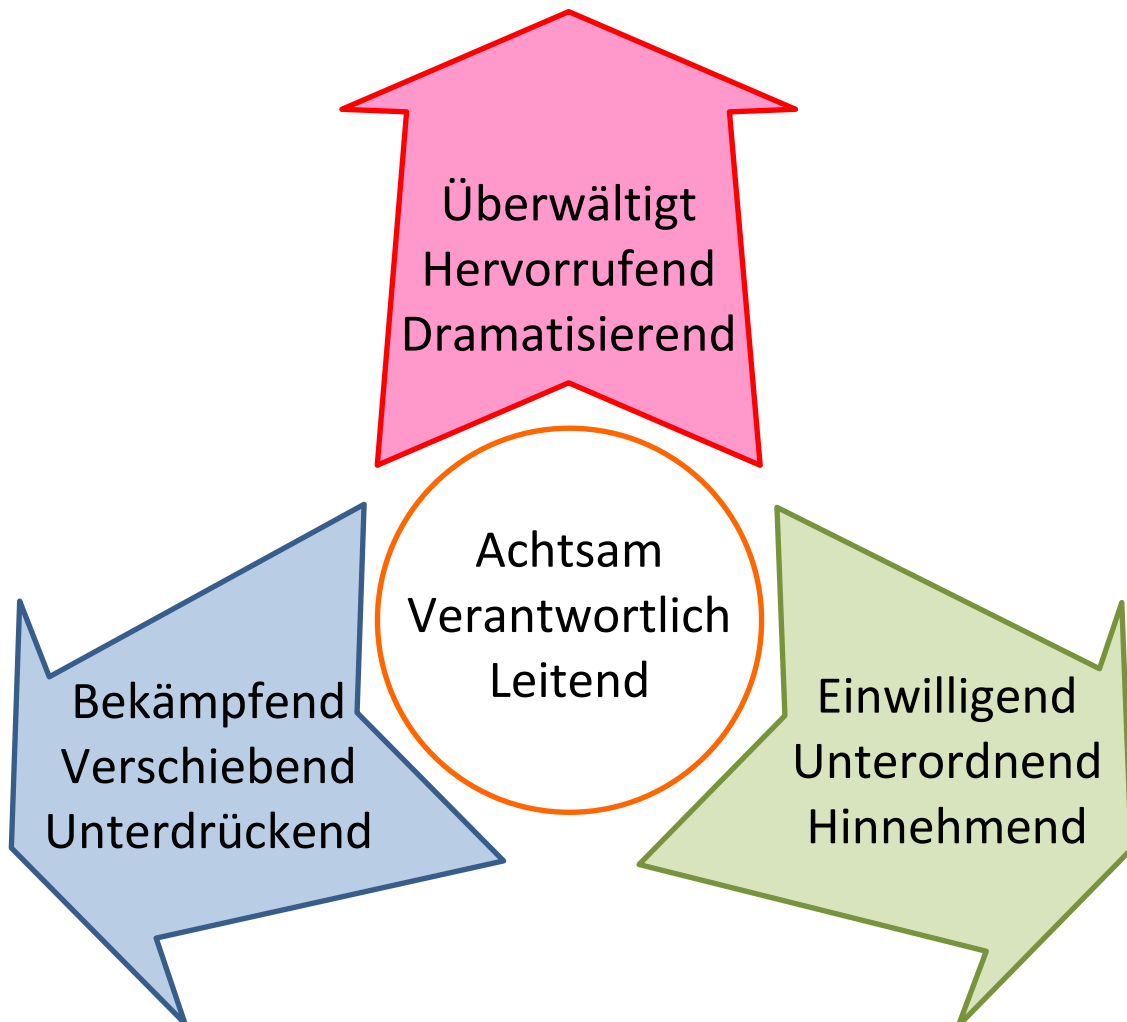 Überwältigt
Hervorrufend
Dramatisierend
Achtsam
Verantwortlich
Leitend
Bekämpfend
Verschiebend
Unterdrückend
Einwilligend
Unterordnend
Hinnehmend